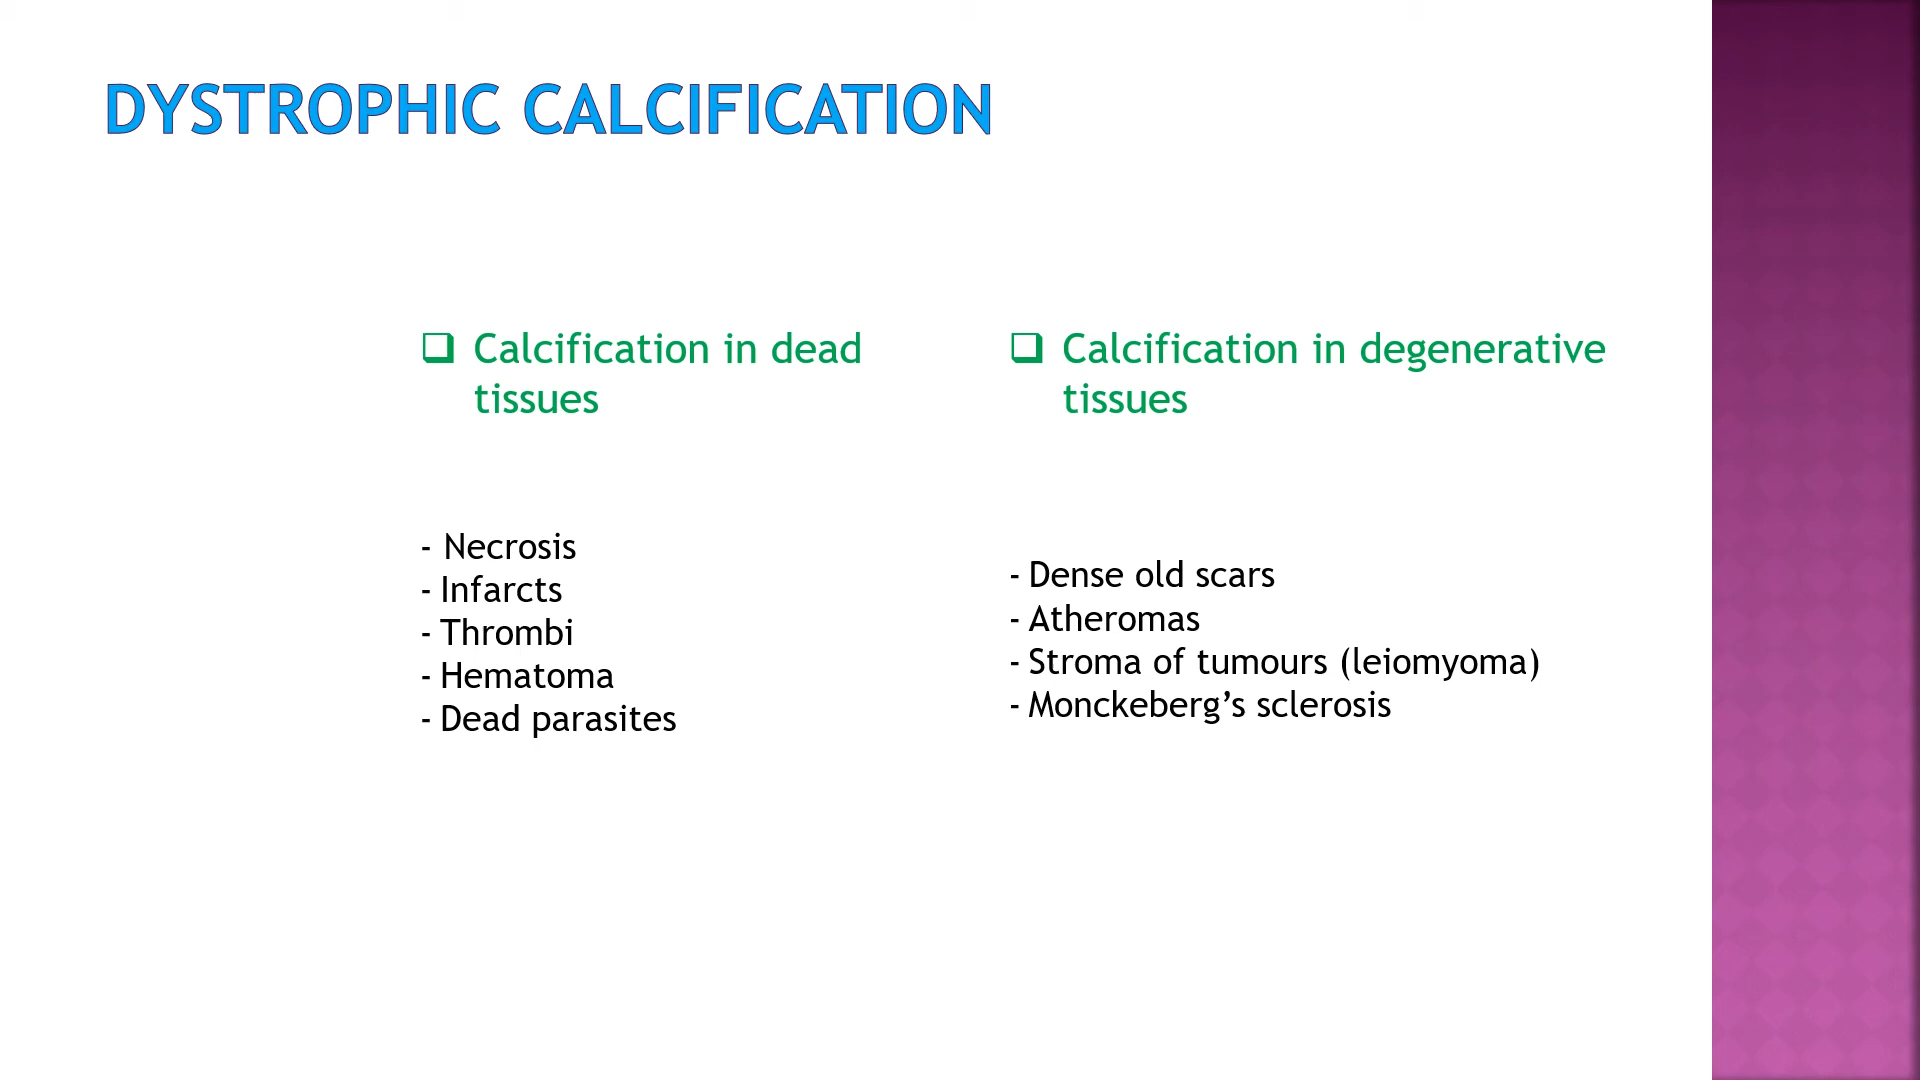 DYSTROPHIC CALCIFICATION
❑ Calcification in dead
tissues
- Necrosis
- Infarcts
- Thrombi
- Hematoma
- Dead parasites
❑ Calcification in degenerative
tissues
- Dense old scars
- Atheromas
- Stroma of tumours (leiomyoma)
- Monckeberg’s sclerosis